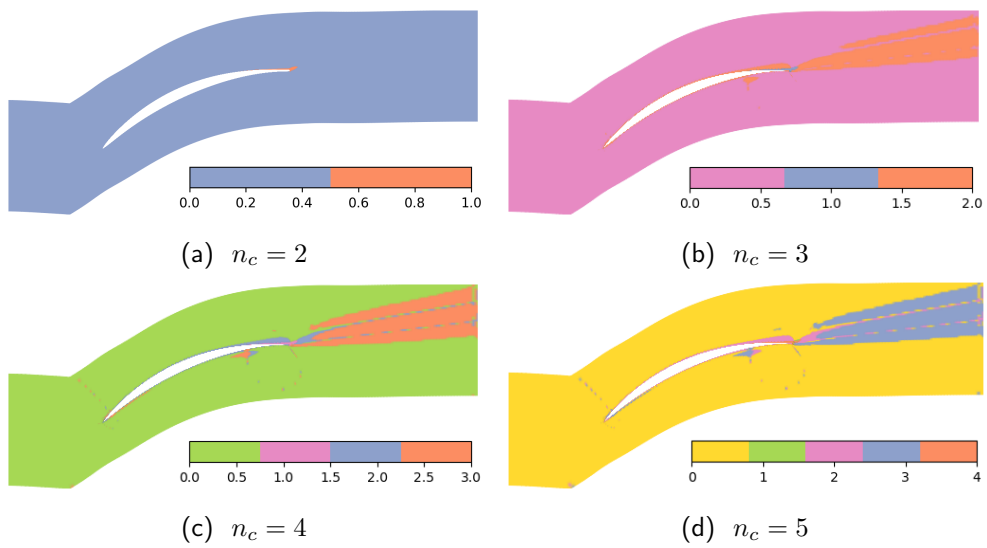 0.0 0.2 0.4 0.6 0.8 1.0
(a) n_c = 2
0.0 0.5 1.0 1.5 2.0
(b) n_c = 3
0.0 0.5 1.0 1.5 2.0 2.5 3.0
(c) n_c = 4
0 1 2 3 4
(d) n_c = 5